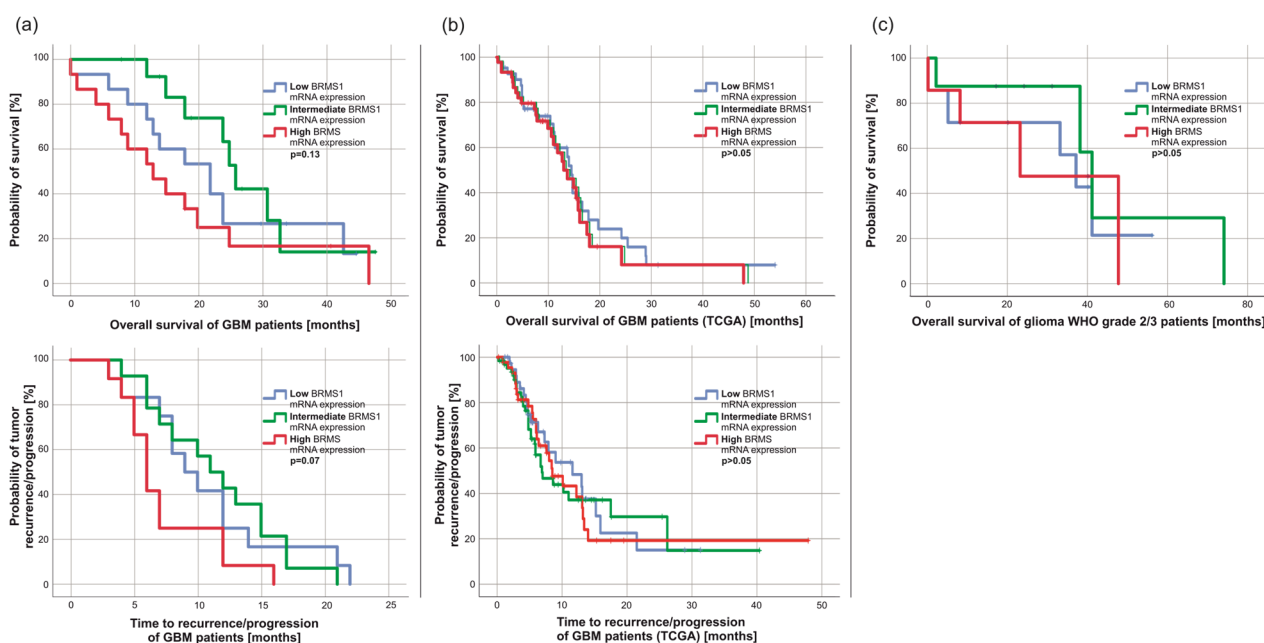 (a)
Probability of survival [%]
100
80
60
40
20
0
Low BRMS1
mRNA expression
Intermediate BRMS1
mRNA expression
High BRMS
mRNA expression
p=0.13
0 10 20 30 40 50
Overall survival of GBM patients [months]
Probability of tumor
recurrence/progression [%]
100
80
60
40
20
0
Low BRMS1
mRNA expression
Intermediate BRMS1
mRNA expression
High BRMS
mRNA expression
p=0.07
0 5 10 15 20 25
Time to recurrence/progression
of GBM patients [months]
(b)
Probability of survival [%]
100
80
60
40
20
0
Low BRMS1
mRNA expression
Intermediate BRMS1
mRNA expression
High BRMS
mRNA expression
p>0.05
0 10 20 30 40 50 60
Overall survival of GBM patients (TCGA) [months]
Probability of tumor
recurrence/progression [%]
100
80
60
40
20
0
Low BRMS1
mRNA expression
Intermediate BRMS1
mRNA expression
High BRMS
mRNA expression
p>0.05
0 10 20 30 40 50
Time to recurrence/progression
of GBM patients (TCGA) [months]
(c)
Probability of survival [%]
100
80
60
40
20
0
Low BRMS1
mRNA expression
Intermediate BRMS1
mRNA expression
High BRMS
mRNA expression
p>0.05
0 20 40 60 80
Overall survival of glioma WHO grade 2/3 patients [months]